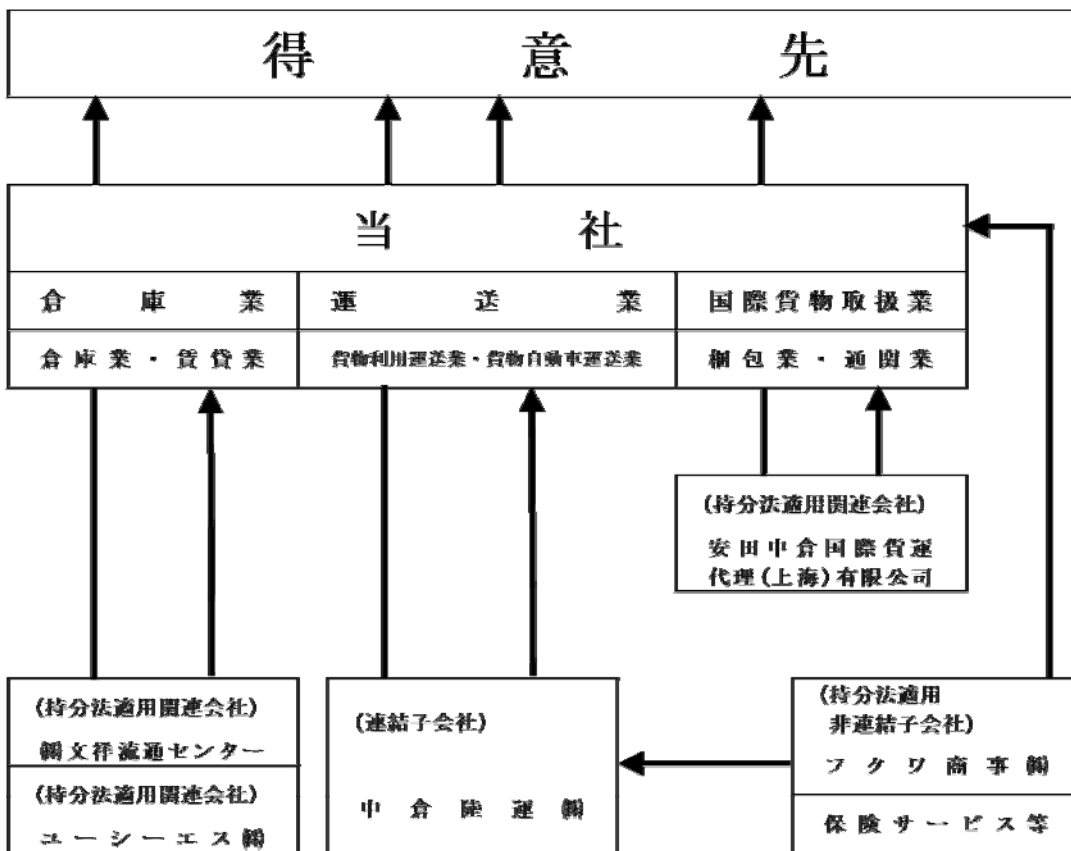 得意先
当社
倉庫業 運送業 国際貨物取扱業
倉庫業・賃貸業 貨物利用運送業・貨物自動車運送業 梱包業・通関業
(持分法適用関連会社)
安田中倉国際貨運
代理(上海)有限公司
(持分法適用関連会社)
㈱文祥流通センター
(持分法適用関連会社)
ユーシーエス㈱
(連結子会社)
中倉陸運㈱
(持分法適用
非連結子会社)
フクワ商事㈱
保険サービス等